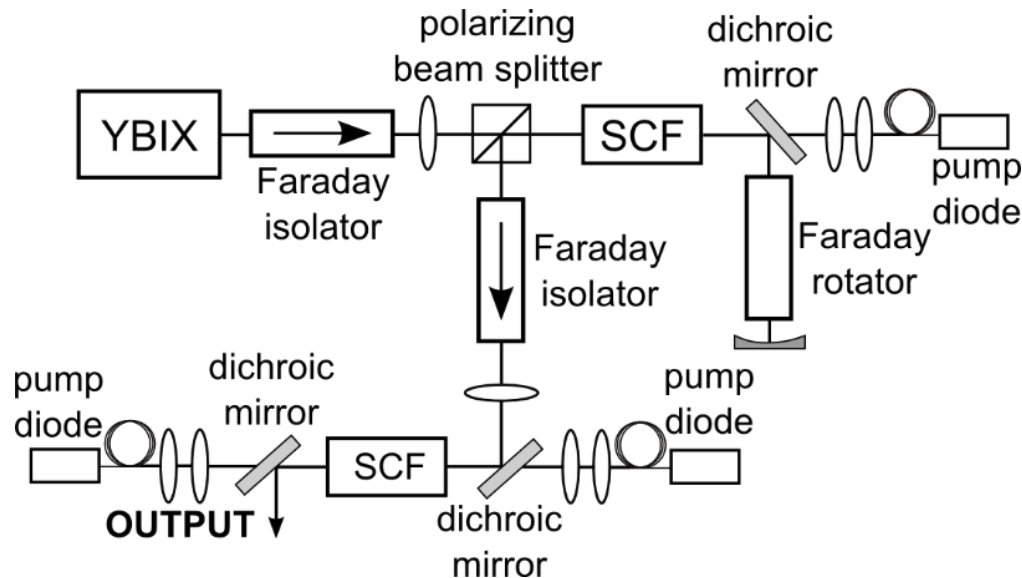 polarizing
beam splitter
dichroic
mirror
YBIX
SCF
Faraday
isolator
pump
diode
Faraday
isolator
Faraday
rotator
pump
diode
dichroic
mirror
pump
diode
SCF
OUTPUT
dichroic
mirror